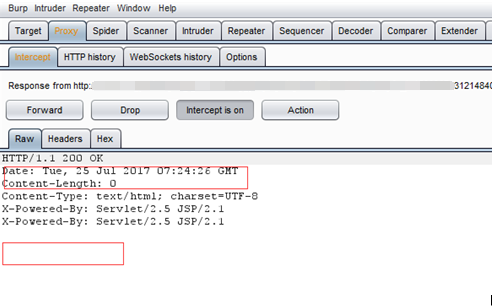 Burp Intruder Repeater Window Help
Target Proxy Spider Scanner Intruder Repeater Sequencer Decoder Comparer Extender
Intercept HTTP history WebSockets history Options
Response from http: 3121484
Forward Drop Intercept is on Action
Raw Headers Hex
HTTP/1.1 200 OK
Date: Tue, 25 Jul 2017 07:24:26 GMT
Content-Length: 0
Content-Type: text/html; charset=UTF-8
X-Powered-By: Servlet/2.5 JSP/2.1
X-Powered-By: Servlet/2.5 JSP/2.1